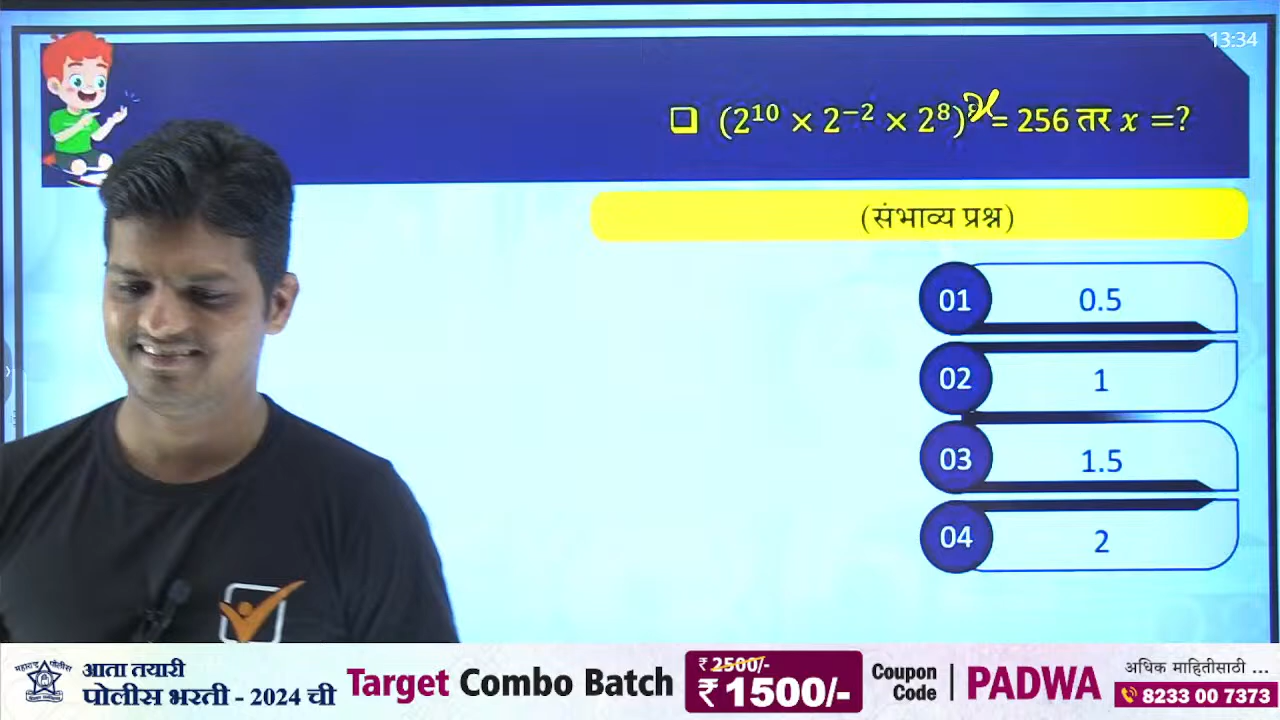 13:34
❑ (2¹⁰ × 2⁻² × 2⁸)ˣ = 256 तर x =?
(संभाव्य प्रश्न)
01 0.5
02 1
03 1.5
04 2
महाराष्ट्र पोलीस
आता तयारी
पोलीस भरती - 2024 ची
Target Combo Batch
₹ 2500/-
₹ 1500/-
Coupon
Code
PADWA
अधिक माहितीसाठी ...
8233 00 7373